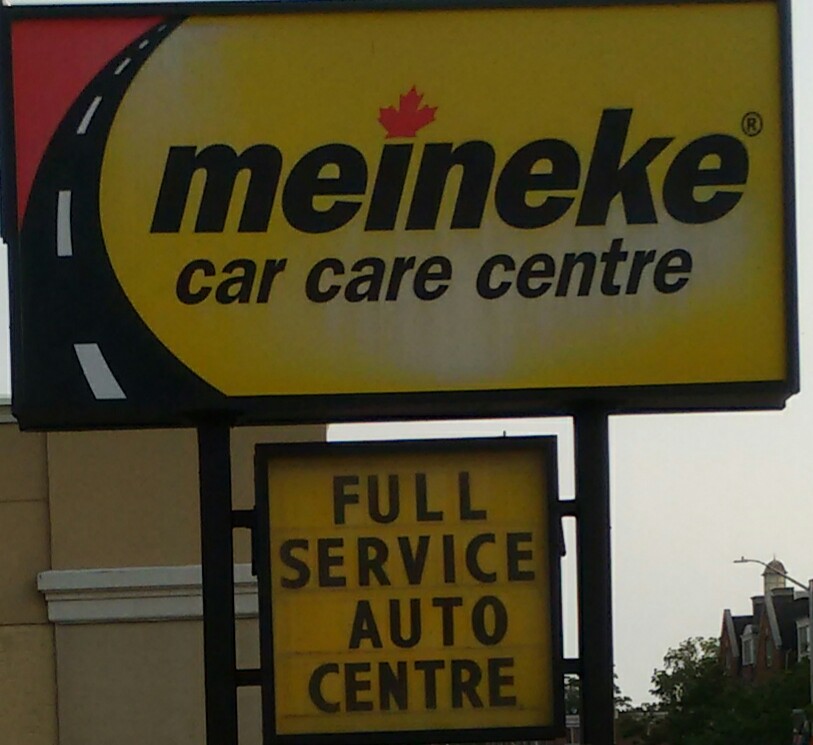 meineke®
car care centre
FULL
SERVICE
AUTO
CENTRE